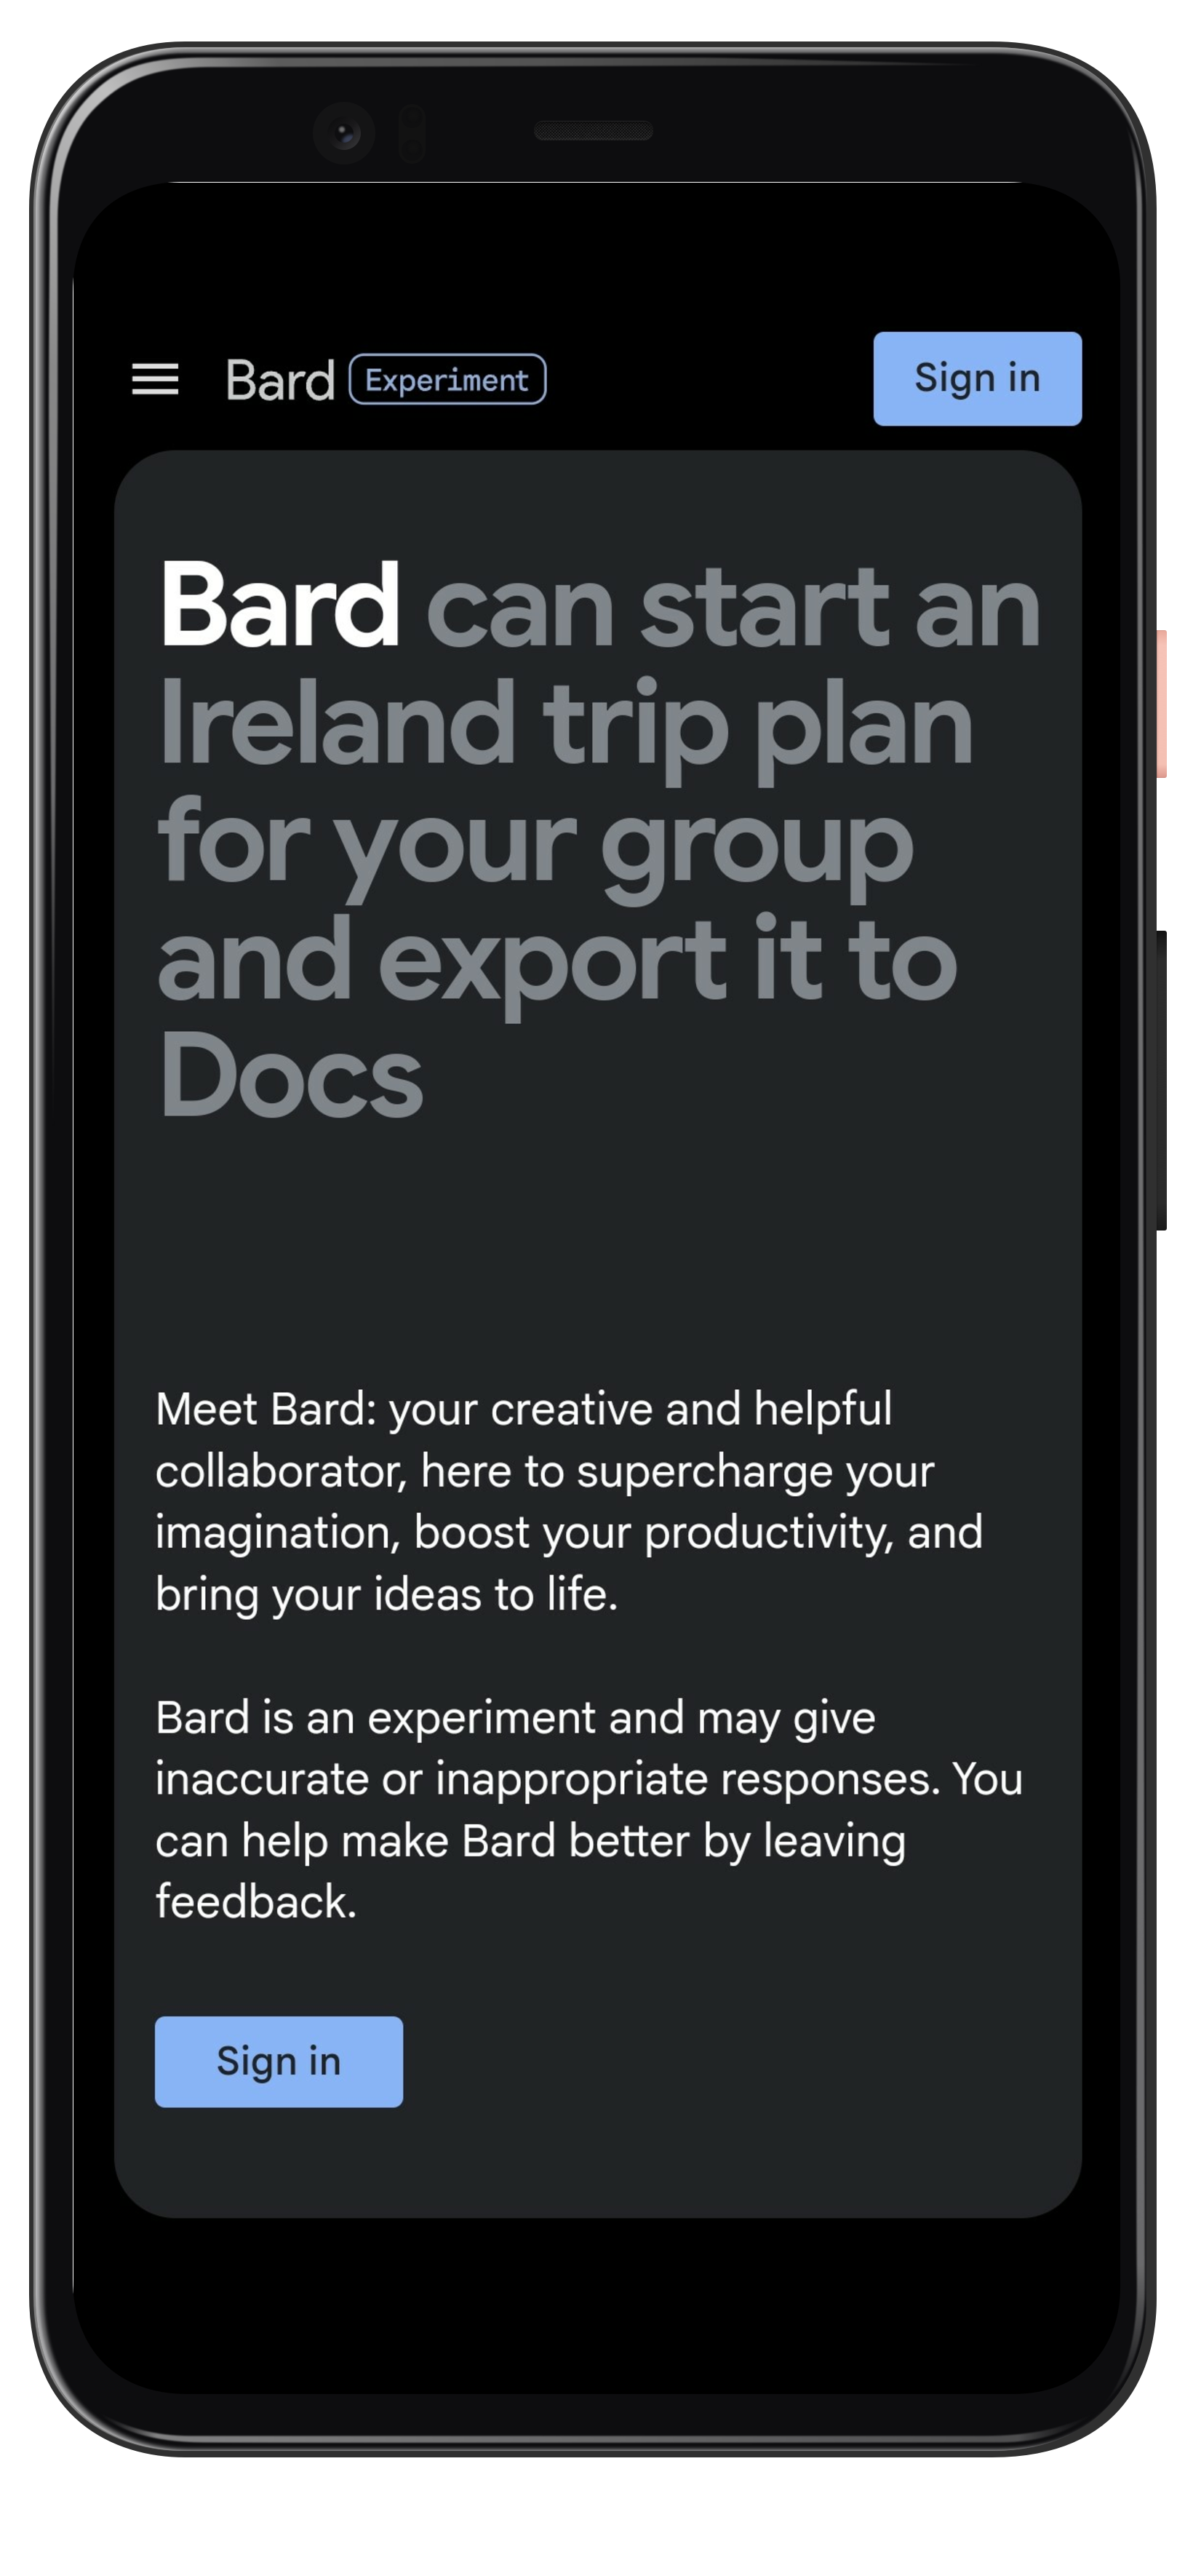 Bard Experiment Sign in
Bard can start an
Ireland trip plan
for your group
and export it to
Docs
Meet Bard: your creative and helpful
collaborator, here to supercharge your
imagination, boost your productivity, and
bring your ideas to life.
Bard is an experiment and may give
inaccurate or inappropriate responses. You
can help make Bard better by leaving
feedback.
Sign in